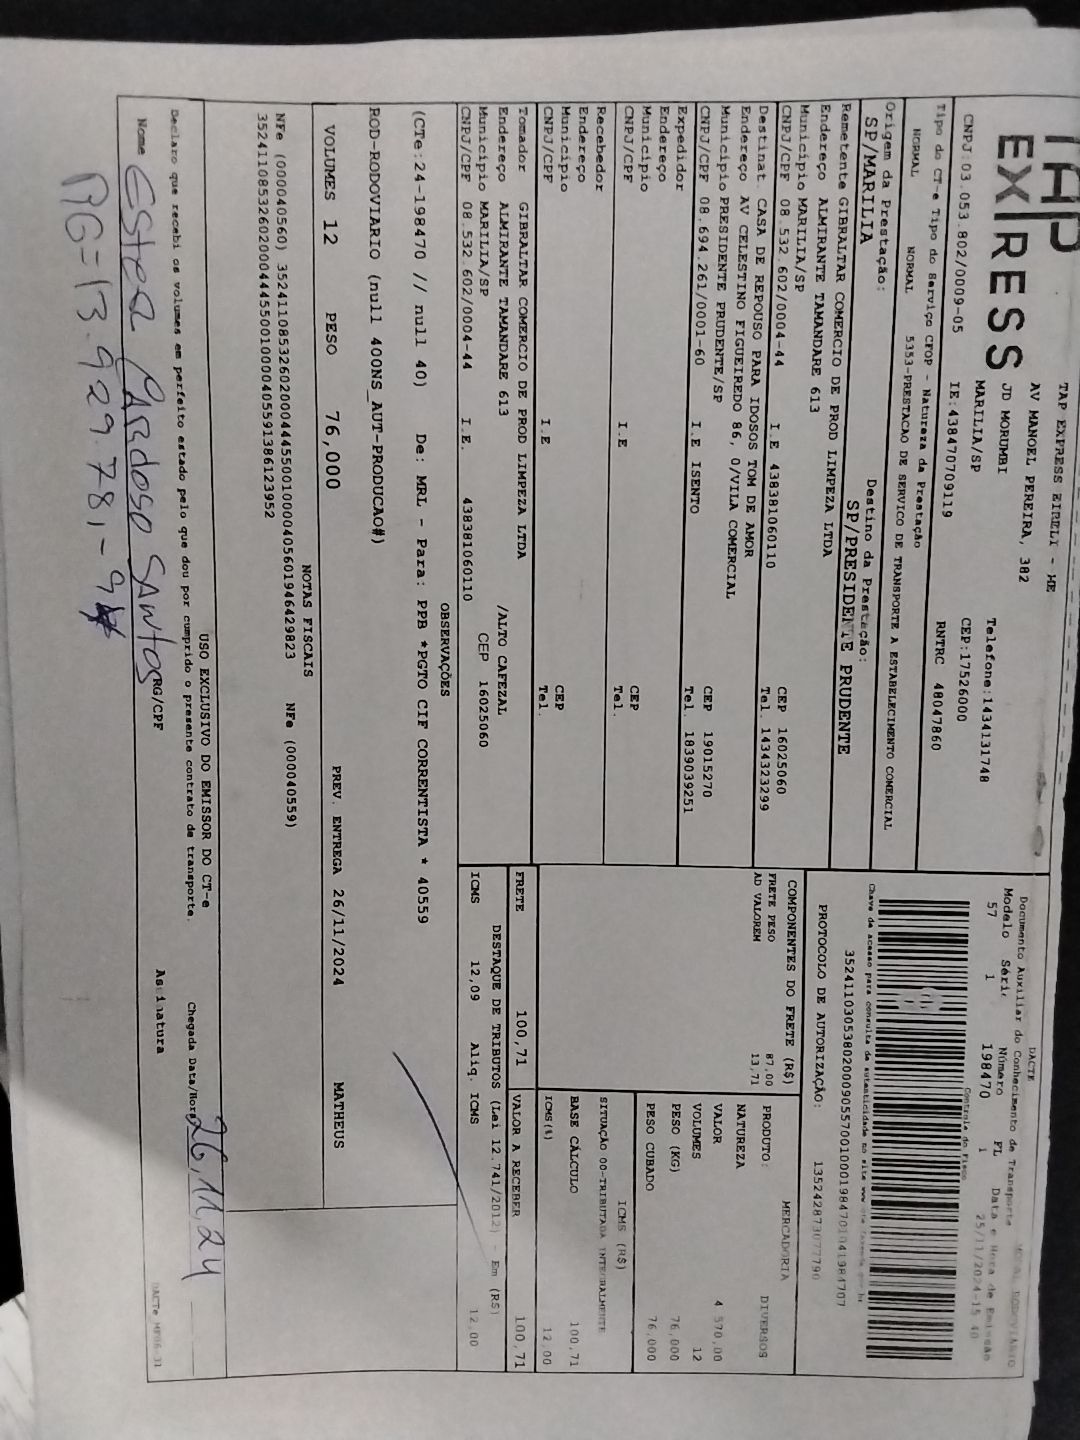 TAP
EXPRESS
TAP EXPRESS EIRELI - ME
AV MANOEL PEREIRA, 382
JD MORUMBI
MARILIA/SP
Telefone:1434131748
CEP:17526000
CNPJ:03.053.802/0009-05
IE:438470709119
RNTRC 48047860
DACTE
Documento Auxiliar do Conhecimento de Transporte
Modelo Série Número FL Data e Hora de Emissão
57 1 198470 1 25/11/2024-15:40
Controle do Fisco
Chave de acesso para consulta de autenticidade no site
PROTOCOLO DE AUTORIZAÇÃO:
Tipo do CT-e Tipo do Serviço CFOP - Natureza da Prestação
NORMAL NORMAL 5353-PRESTACAO DE SERVICO DE TRANSPORTE A ESTABELECIMENTO COMERCIAL
Origem da Prestação: Destino da Prestação:
SP/MARILIA SP/PRESIDENTE PRUDENTE
Remetente GIBRALTAR COMERCIO DE PROD LIMPEZA LTDA
Endereço ALMIRANTE TAMANDARE 613
Município MARILIA/SP CEP 16025060
CNPJ/CPF 08.532.602/0004-44 I.E 438381060110 Tel. 1434323299
Destinat. CASA DE REPOUSO PARA IDOSOS TOM DE AMOR
Endereço AV CELESTINO FIGUEIREDO 86, 0/VILA COMERCIAL
Município PRESIDENTE PRUDENTE/SP CEP 19015270
CNPJ/CPF 08.694.261/0001-60 I.E ISENTO Tel. 1839039251
Expedidor
Endereço
Município CEP
CNPJ/CPF I.E Tel.
Recebedor
Endereço
Município CEP
CNPJ/CPF I.E Tel.
Tomador GIBRALTAR COMERCIO DE PROD LIMPEZA LTDA
Endereço ALMIRANTE TAMANDARE 613 /ALTO CAFEZAL
Município MARILIA/SP CEP 16025060
CNPJ/CPF 08.532.602/0004-44 I.E. 438381060110
COMPONENTES DO FRETE (R$)
FRETE PESO 87,00
AD VALOREM 13,71
MERCADORIA
PRODUTO: DIVERSOS
NATUREZA
VALOR 4.570,00
VOLUMES 12
PESO (KG) 76,000
PESO CUBADO 76,000
ICMS (R$)
SITUAÇÃO 00-TRIBUTADA INTEGRALMENTE
BASE CÁLCULO 100,71
ICMS(%) 12,00
FRETE 100,71 VALOR A RECEBER 100,71
DESTAQUE DE TRIBUTOS (Lei 12.741/2012) - Em (R$)
ICMS 12,09 Alíq. ICMS 12,00
OBSERVAÇÕES
(CTe:24-198470 // null 40) De: MRL - Para: PPB *PGTO CIF CORRENTISTA * 40559
ROD-RODOVIARIO (null 400NS_AUT-PRODUCAO#)
VOLUMES 12 PESO 76,000 PREV. ENTREGA 26/11/2024 MATHEUS
NOTAS FISCAIS
NFe (000040560) 35241108532602000444550010000405601946429823 NFe (000040559)
35241108532602000444550010000405591386123952
USO EXCLUSIVO DO EMISSOR DO CT-e
Declaro que recebi os volumes em perfeito estado pelo que dou por cumprido o presente contrato de transporte.
Chegada Data/Hora 26,11,24
Nome Ester Cardoso Santos RG/CPF Assinatura
RG=13.929.781-9